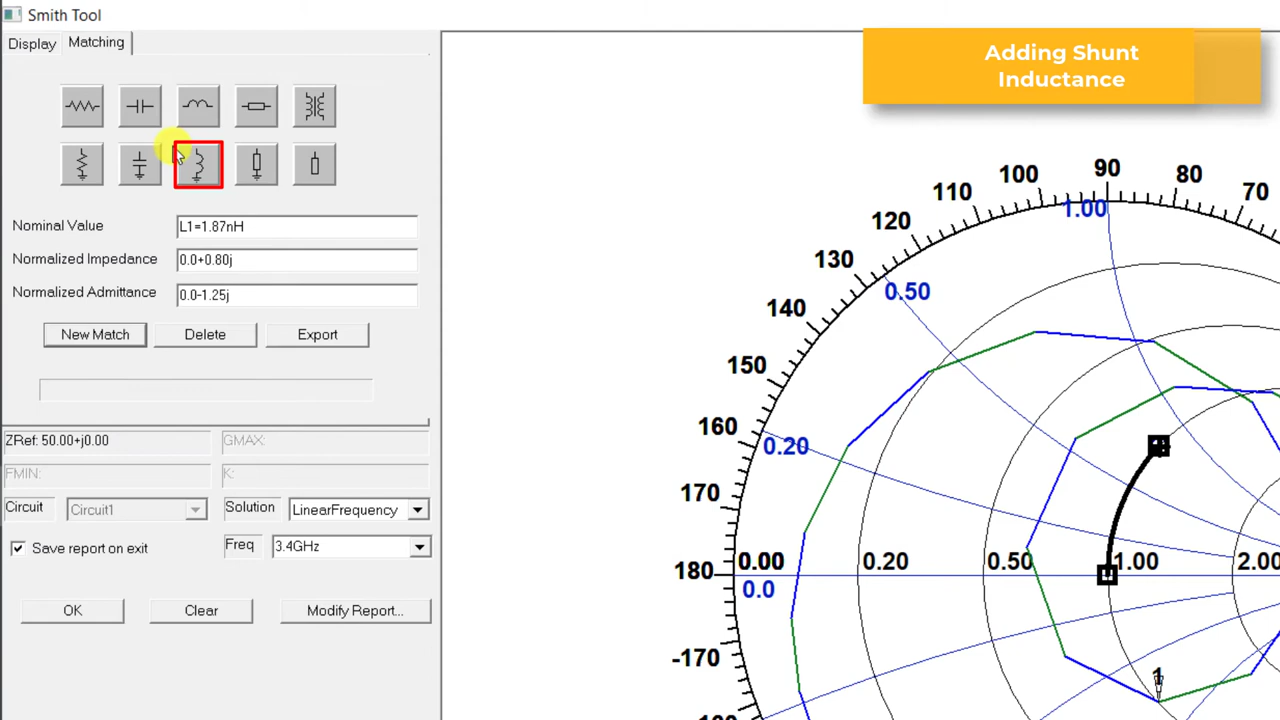 Smith Tool
Display Matching
Adding Shunt
Inductance
Nominal Value L1=1.87nH
Normalized Impedance 0.0+0.80j
Normalized Admittance 0.0-1.25j
New Match Delete Export
ZRef: 50.00+j0.00 GMAX:
FMIN: K:
Circuit Circuit1 Solution LinearFrequency
Save report on exit Freq 3.4GHz
OK Clear Modify Report...
90
100 80
110 70
1.00
120
130
0.50
140
150
160
0.20
170
180 0.00 0.20 0.50 1.00 2.00
0.0
-170
1